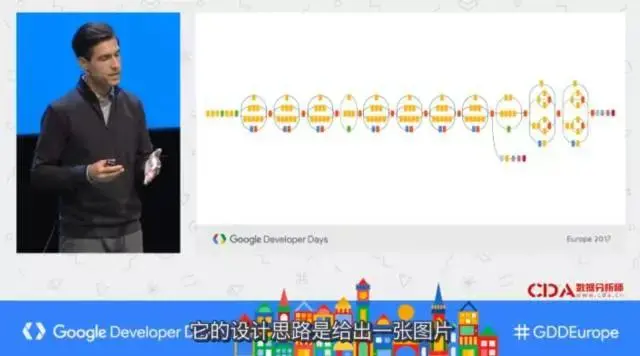 Google Developer Days
Europe 2017
CDA 数据分析师
www.cda.cn
Google Developer D
它的设计思路是给出一张图片
#GDDEurope